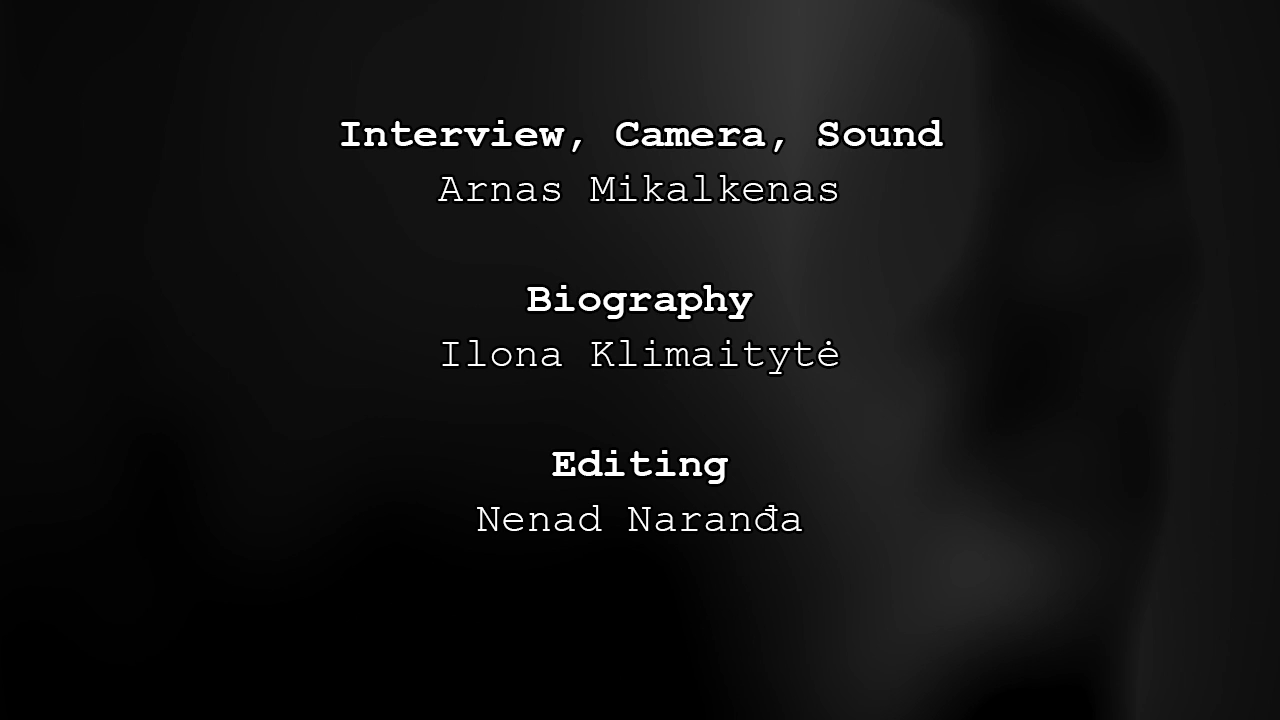 Interview, Camera, Sound
Arnas Mikalkenas
Biography
Ilona Klimaitytė
Editing
Nenad Naranđa